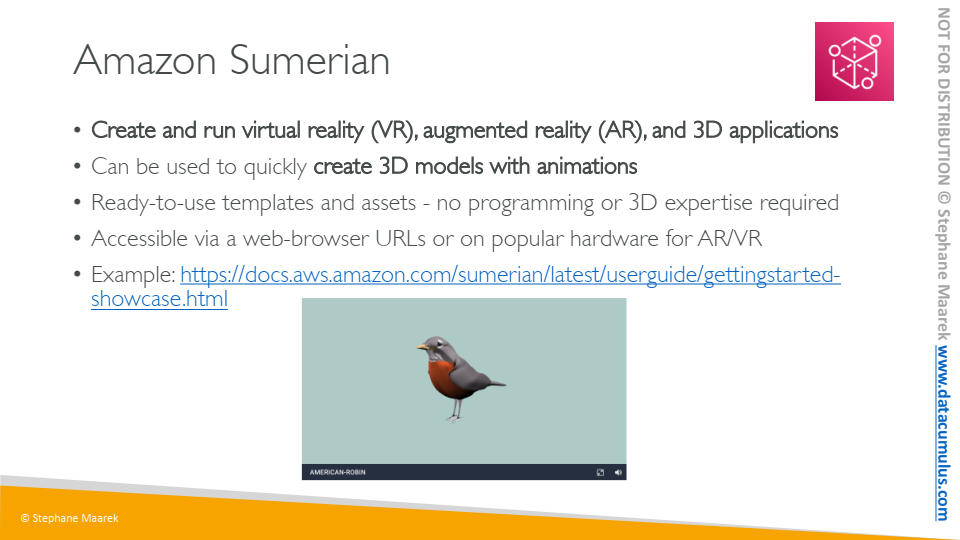 Amazon Sumerian
• Create and run virtual reality (VR), augmented reality (AR), and 3D applications
• Can be used to quickly create 3D models with animations
• Ready-to-use templates and assets - no programming or 3D expertise required
• Accessible via a web-browser URLs or on popular hardware for AR/VR
• Example: https://docs.aws.amazon.com/sumerian/latest/userguide/gettingstarted-
showcase.html
AMERICAN-ROBIN
© Stephane Maarek
NOT FOR DISTRIBUTION © Stephane Maarek www.datacumulus.com